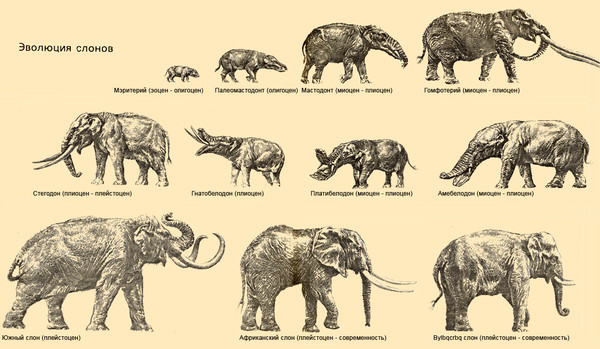 Эволюция слонов
Мэритерий (эоцен - олигоцен) Палеомастодонт (олигоцен) Мастодонт (миоцен - плиоцен) Гомфотерий (миоцен - плиоцен)
Стегодон (плиоцен - плейстоцен) Гнатобелодон (плиоцен) Платибелодон (миоцен - плиоцен) Амебелодон (миоцен - плиоцен)
Южный слон (плейстоцен) Африканский слон (плейстоцен - современность) Bylbqcrbq слон (плейстоцен - современность)